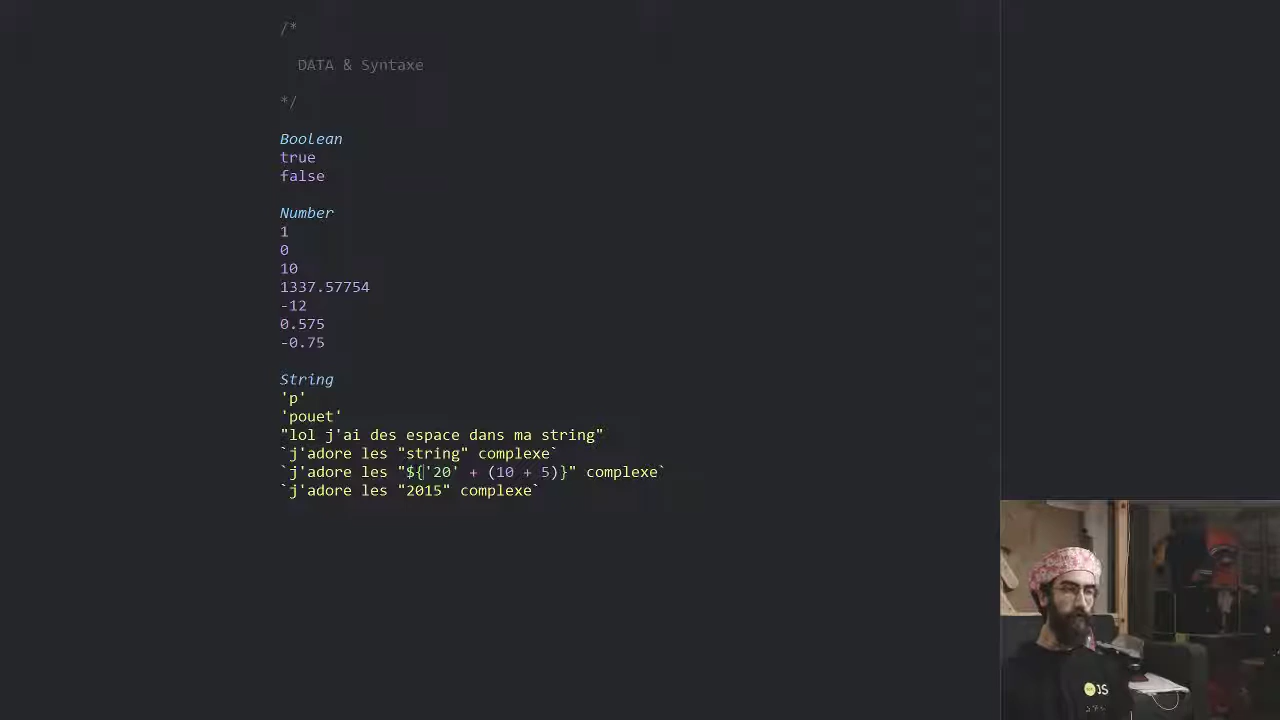 /*
DATA & Syntaxe
*/
Boolean
true
false
Number
1
0
10
1337.57754
-12
0.575
-0.75
String
'p'
'pouet'
"lol j'ai des espace dans ma string"
`j'adore les "string" complexe`
`j'adore les "${'20' + (10 + 5)}" complexe`
`j'adore les "2015" complexe`
JS